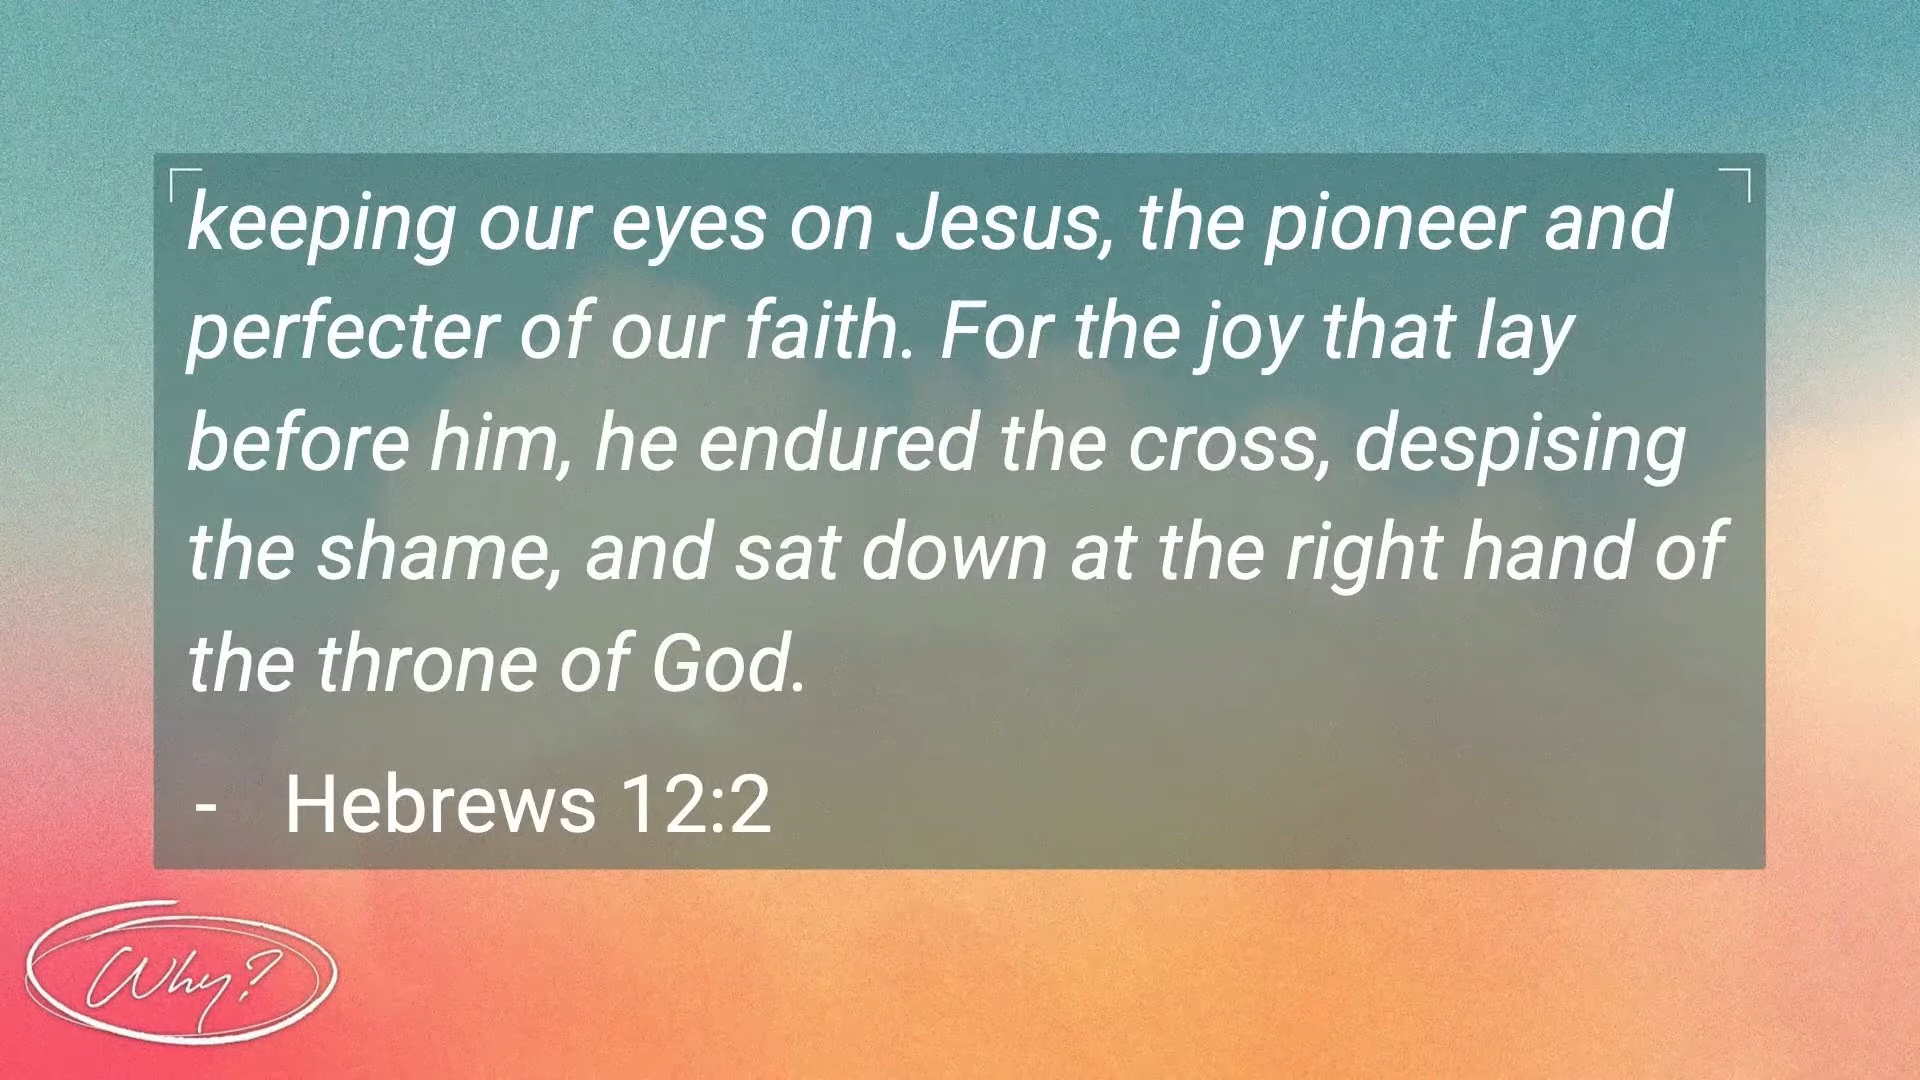 keeping our eyes on Jesus, the pioneer and
perfecter of our faith. For the joy that lay
before him, he endured the cross, despising
the shame, and sat down at the right hand of
the throne of God.
- Hebrews 12:2
Why?